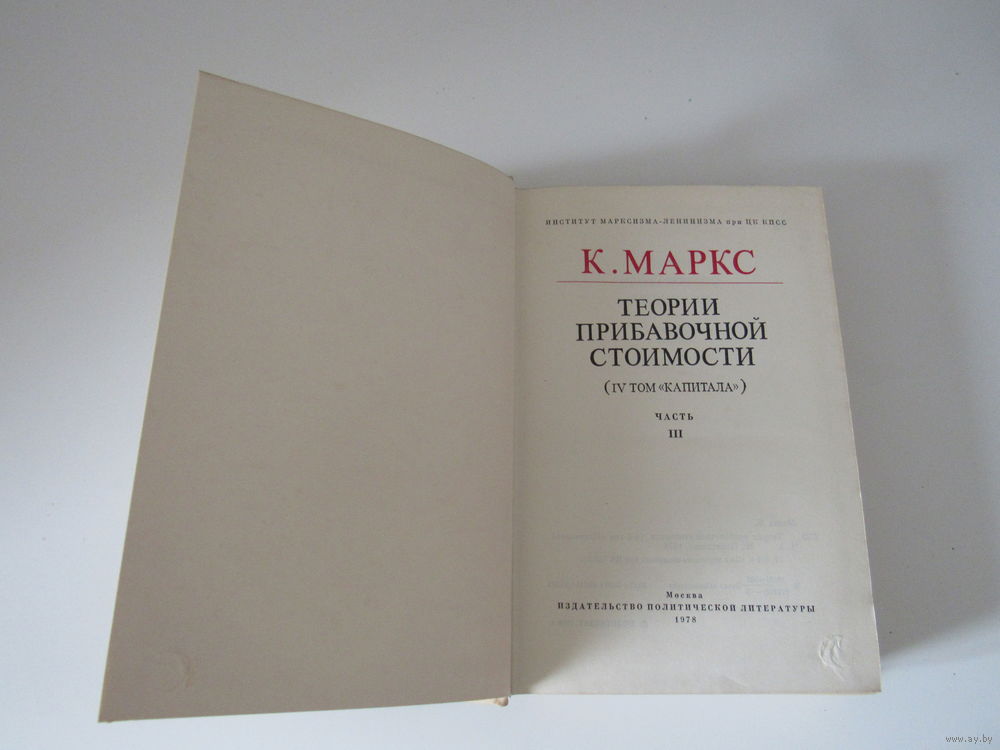 ИНСТИТУТ МАРКСИЗМА-ЛЕНИНИЗМА при ЦК КПСС
К. МАРКС
ТЕОРИИ
ПРИБАВОЧНОЙ
СТОИМОСТИ
(IV ТОМ «КАПИТАЛА»)
ЧАСТЬ
III
Москва
ИЗДАТЕЛЬСТВО ПОЛИТИЧЕСКОЙ ЛИТЕРАТУРЫ
1978
www.ay.by